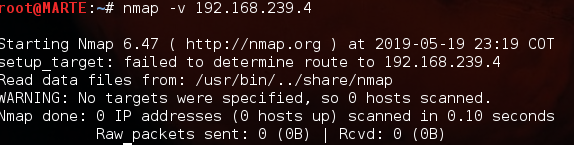 root@MARTE:~# nmap -v 192.168.239.4
Starting Nmap 6.47 ( http://nmap.org ) at 2019-05-19 23:19 COT
setup_target: failed to determine route to 192.168.239.4
Read data files from: /usr/bin/../share/nmap
WARNING: No targets were specified, so 0 hosts scanned.
Nmap done: 0 IP addresses (0 hosts up) scanned in 0.10 seconds
Raw packets sent: 0 (0B) | Rcvd: 0 (0B)